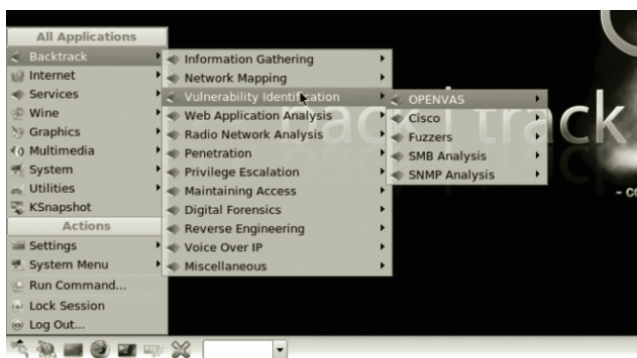 All Applications
Backtrack
Internet
Services
Wine
Graphics
Multimedia
System
Utilities
KSnapshot
Actions
Settings
System Menu
Run Command...
Lock Session
Log Out...
Information Gathering
Network Mapping
Vulnerability Identification
Web Application Analysis
Radio Network Analysis
Penetration
Privilege Escalation
Maintaining Access
Digital Forensics
Reverse Engineering
Voice Over IP
Miscellaneous
OPENVAS
Cisco
Fuzzers
SMB Analysis
SNMP Analysis
back | track